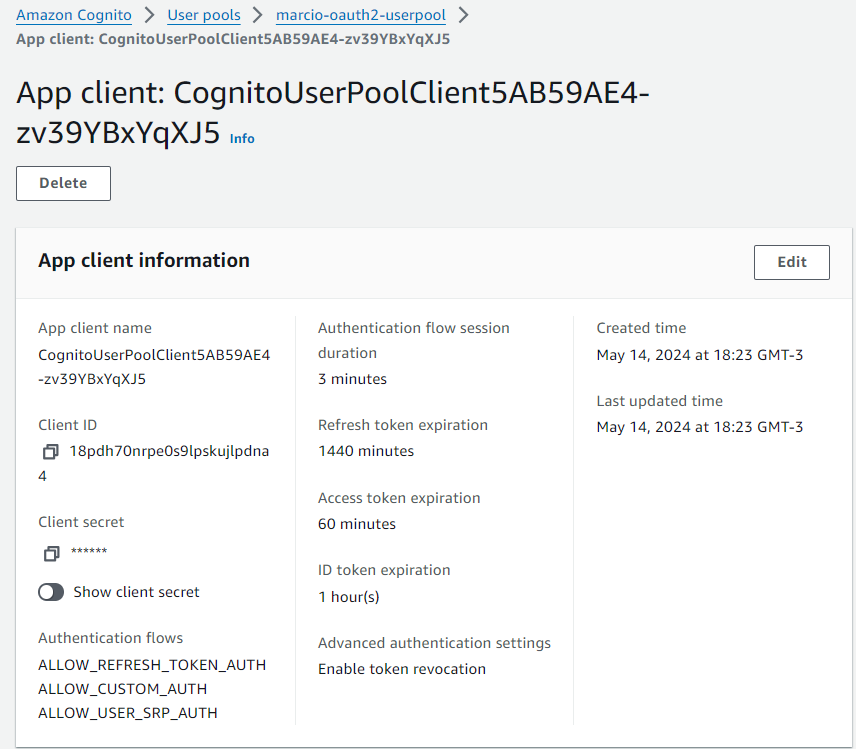 Amazon Cognito > User pools > marcio-oauth2-userpool >
App client: CognitoUserPoolClient5AB59AE4-zv39YBxYqXJ5
App client: CognitoUserPoolClient5AB59AE4-
zv39YBxYqXJ5 Info
Delete
App client information
Edit
App client name
CognitoUserPoolClient5AB59AE4
-zv39YBxYqXJ5
Client ID
18pdh70nrpe0s9lpskujlpdna
4
Client secret
******
Show client secret
Authentication flows
ALLOW_REFRESH_TOKEN_AUTH
ALLOW_CUSTOM_AUTH
ALLOW_USER_SRP_AUTH
Authentication flow session
duration
3 minutes
Refresh token expiration
1440 minutes
Access token expiration
60 minutes
ID token expiration
1 hour(s)
Advanced authentication settings
Enable token revocation
Created time
May 14, 2024 at 18:23 GMT-3
Last updated time
May 14, 2024 at 18:23 GMT-3